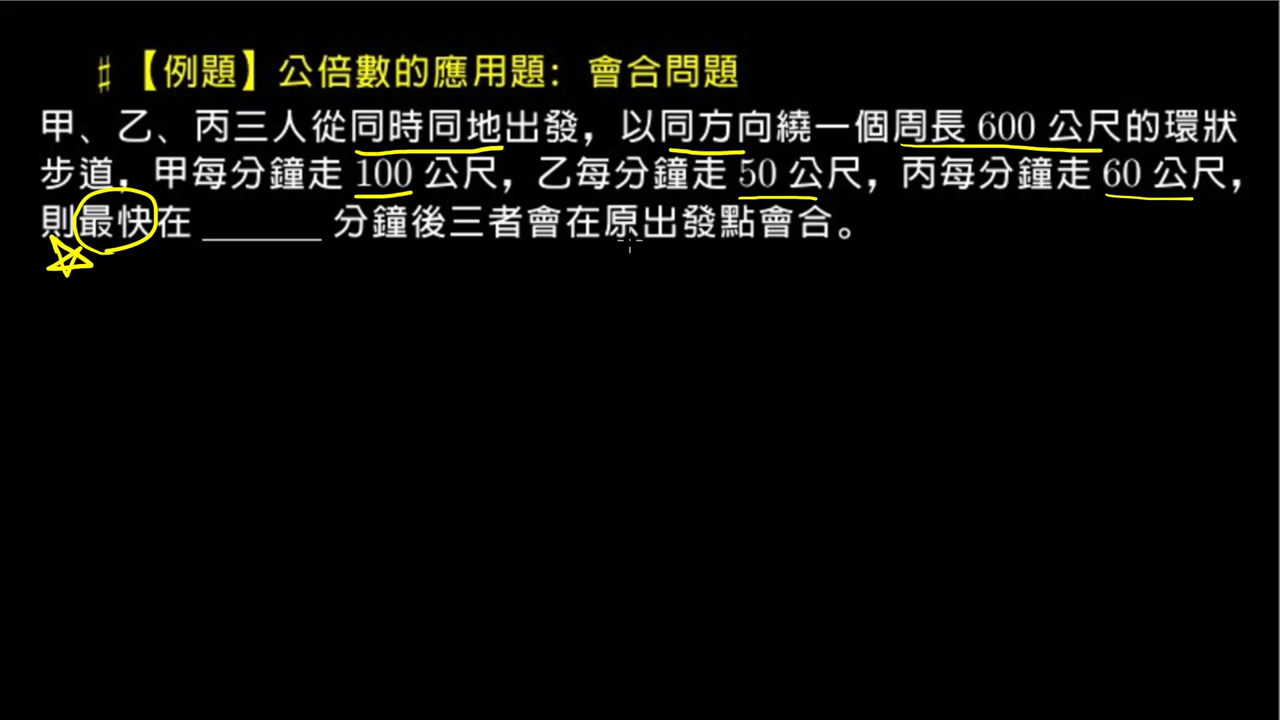 ♯【例題】公倍數的應用題：會合問題
甲、乙、丙三人從同時同地出發，以同方向繞一個周長 600 公尺的環狀
步道，甲每分鐘走 100 公尺，乙每分鐘走 50 公尺，丙每分鐘走 60 公尺，
則最快在 ______ 分鐘後三者會在原出發點會合。